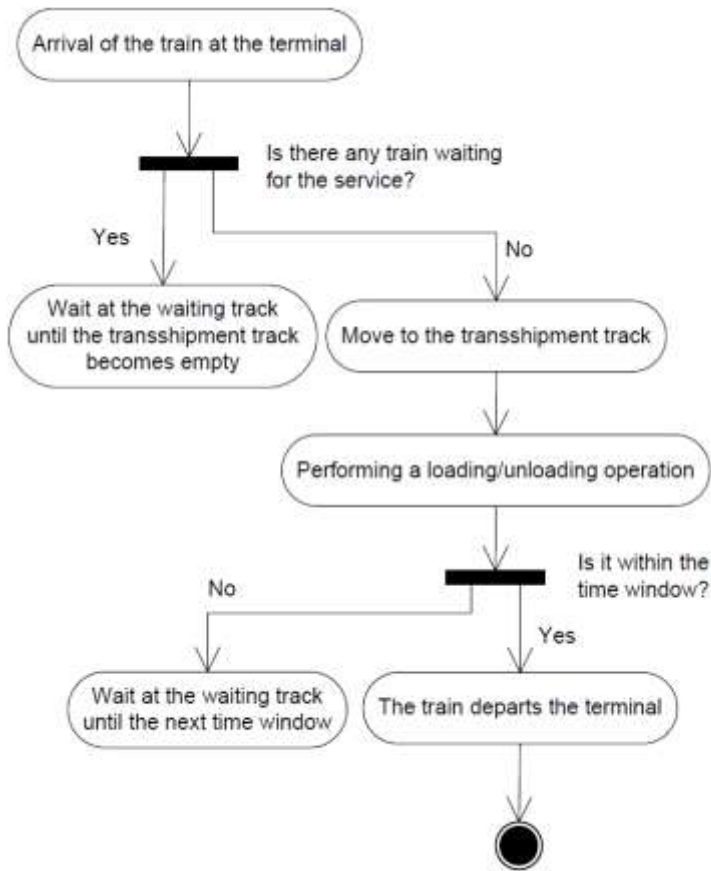 Arrival of the train at the terminal
Is there any train waiting
for the service?
Yes
No
Wait at the waiting track
until the transshipment track
becomes empty
Move to the transshipment track
Performing a loading/unloading operation
Is it within the
time window?
No
Yes
Wait at the waiting track
until the next time window
The train departs the terminal